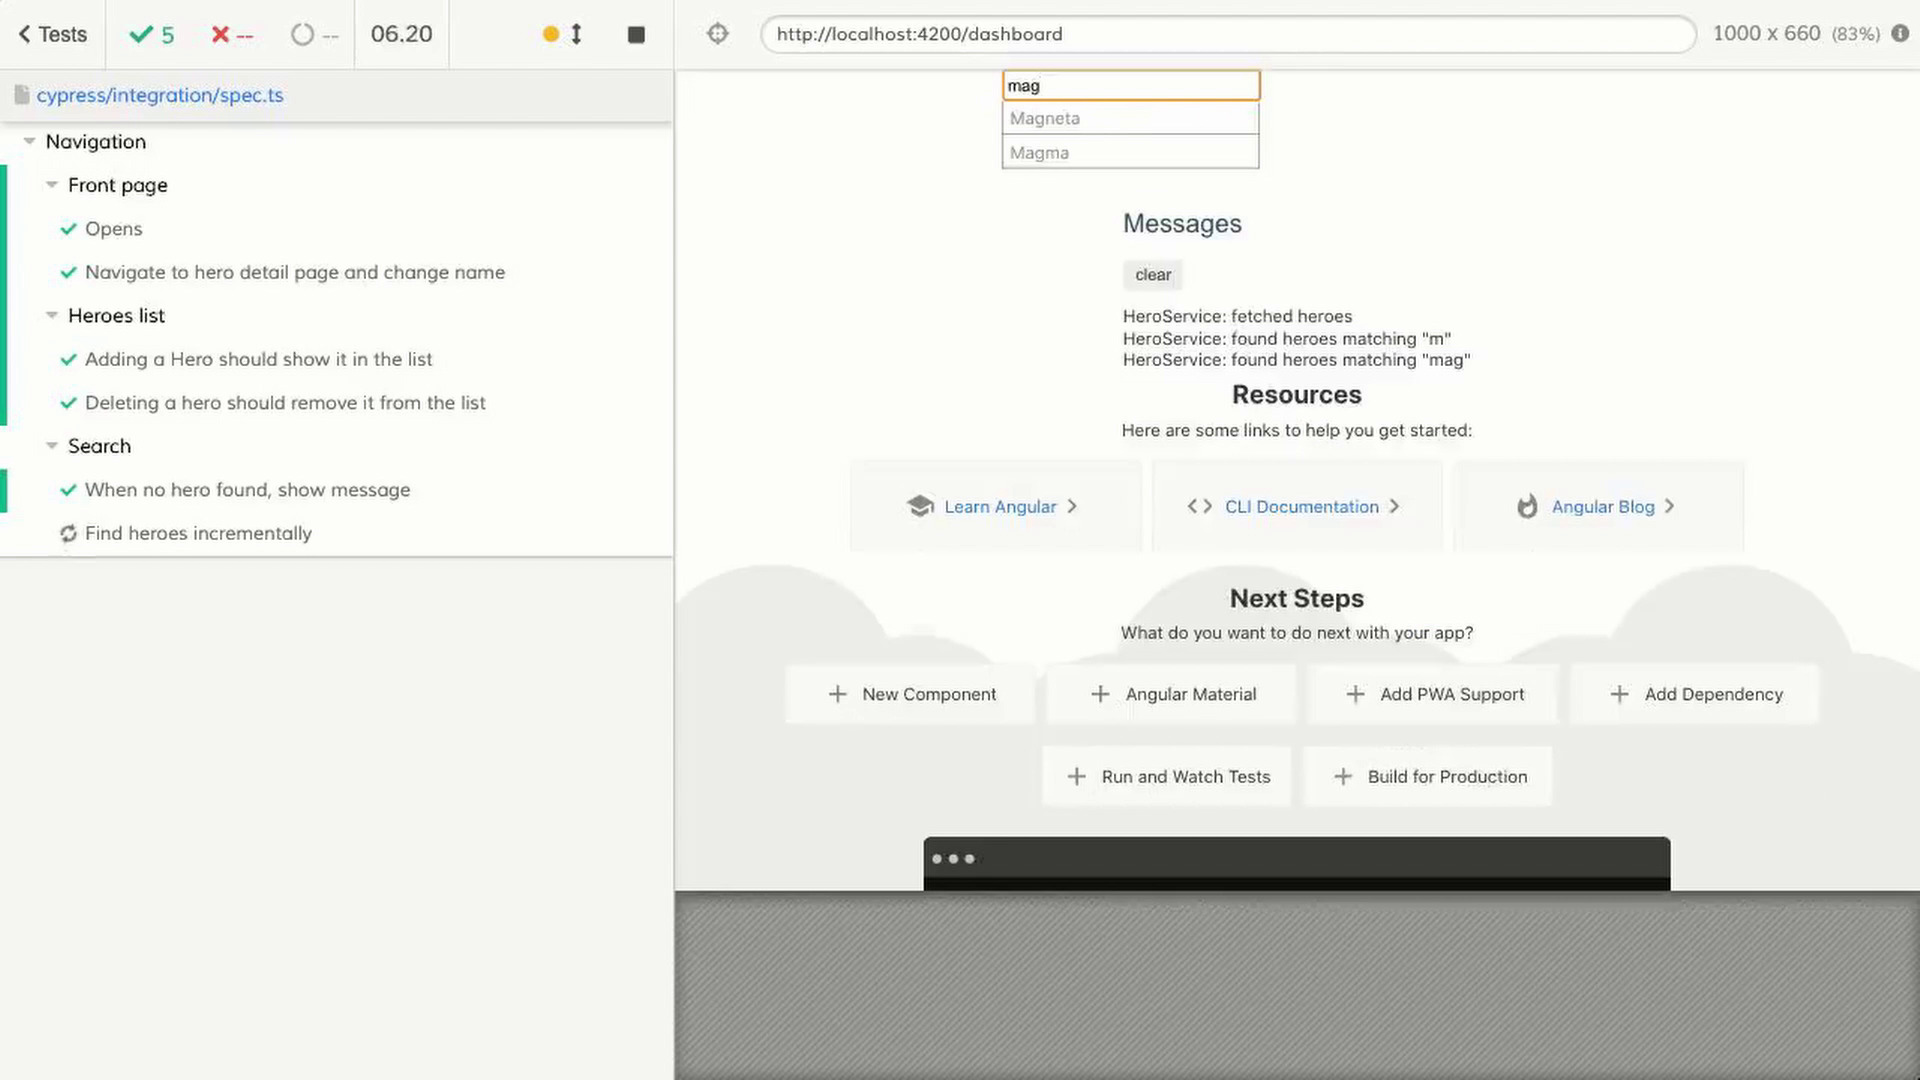 Tests
5
--
--
06.20
http://localhost:4200/dashboard
1000 x 660 (83%)
cypress/integration/spec.ts
Navigation
Front page
Opens
Navigate to hero detail page and change name
Heroes list
Adding a Hero should show it in the list
Deleting a hero should remove it from the list
Search
When no hero found, show message
Find heroes incrementally
mag
Magneta
Magma
Messages
clear
HeroService: fetched heroes
HeroService: found heroes matching "m"
HeroService: found heroes matching "mag"
Resources
Here are some links to help you get started:
Learn Angular
CLI Documentation
Angular Blog
Next Steps
What do you want to do next with your app?
New Component
Angular Material
Add PWA Support
Add Dependency
Run and Watch Tests
Build for Production